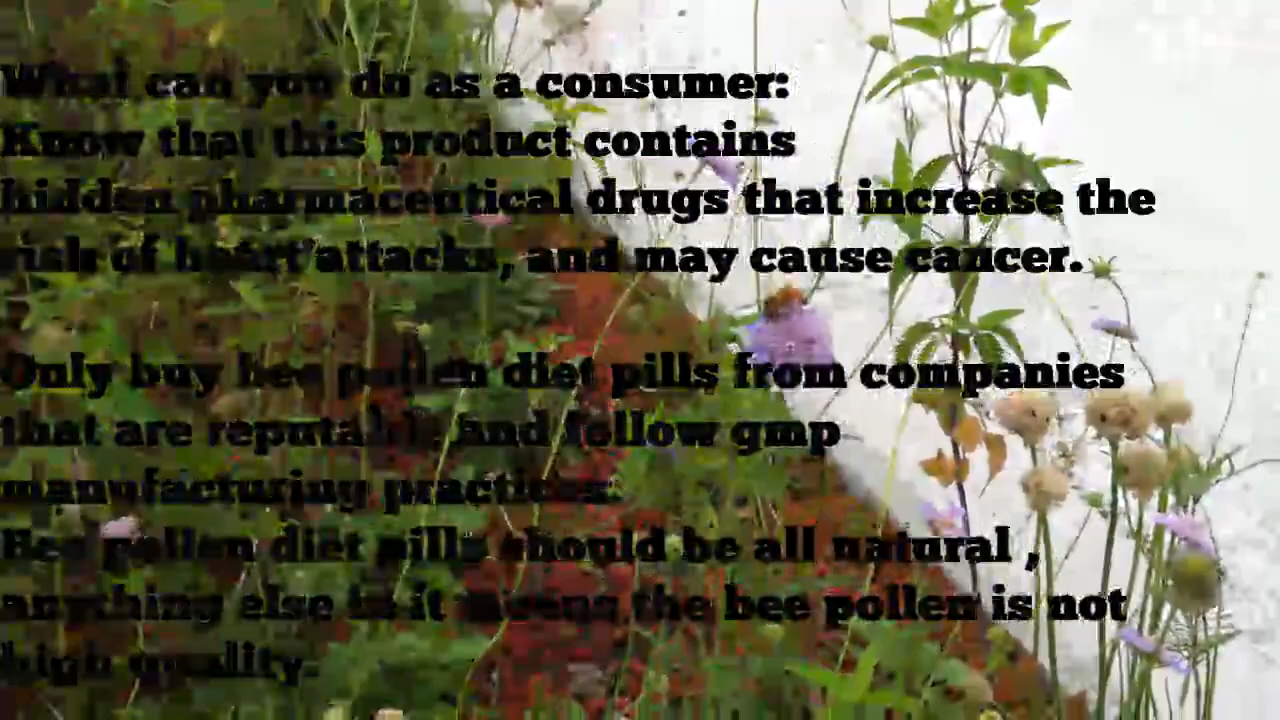 What can you do as a consumer:
Know that this product contains
hidden pharmaceutical drugs that increase the
risk of heart attacks, and may cause cancer.
Only buy bee pollen diet pills from companies
that are reputable. And follow gmp
manufacturing practices.
Bee pollen diet pills should be all natural ,
anything else in it means the bee pollen is not
high quality.